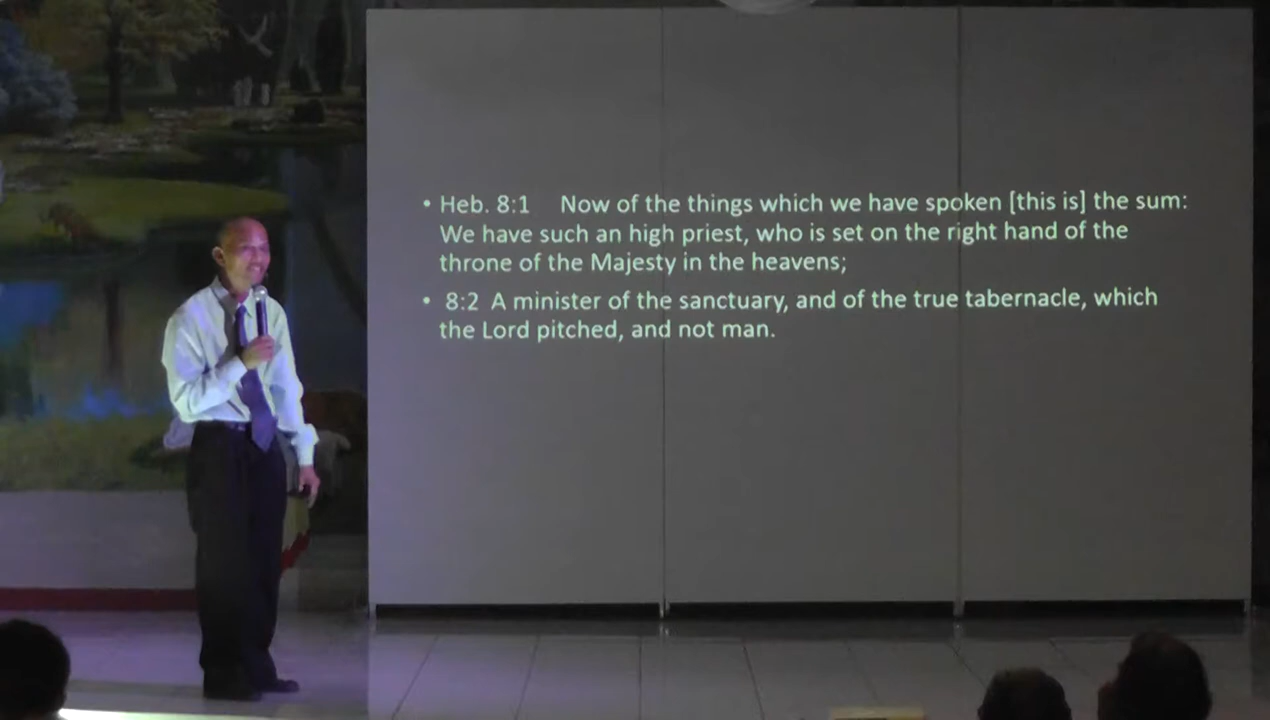 • Heb. 8:1 Now of the things which we have spoken [this is] the sum:
We have such an high priest, who is set on the right hand of the
throne of the Majesty in the heavens;
• 8:2 A minister of the sanctuary, and of the true tabernacle, which
the Lord pitched, and not man.